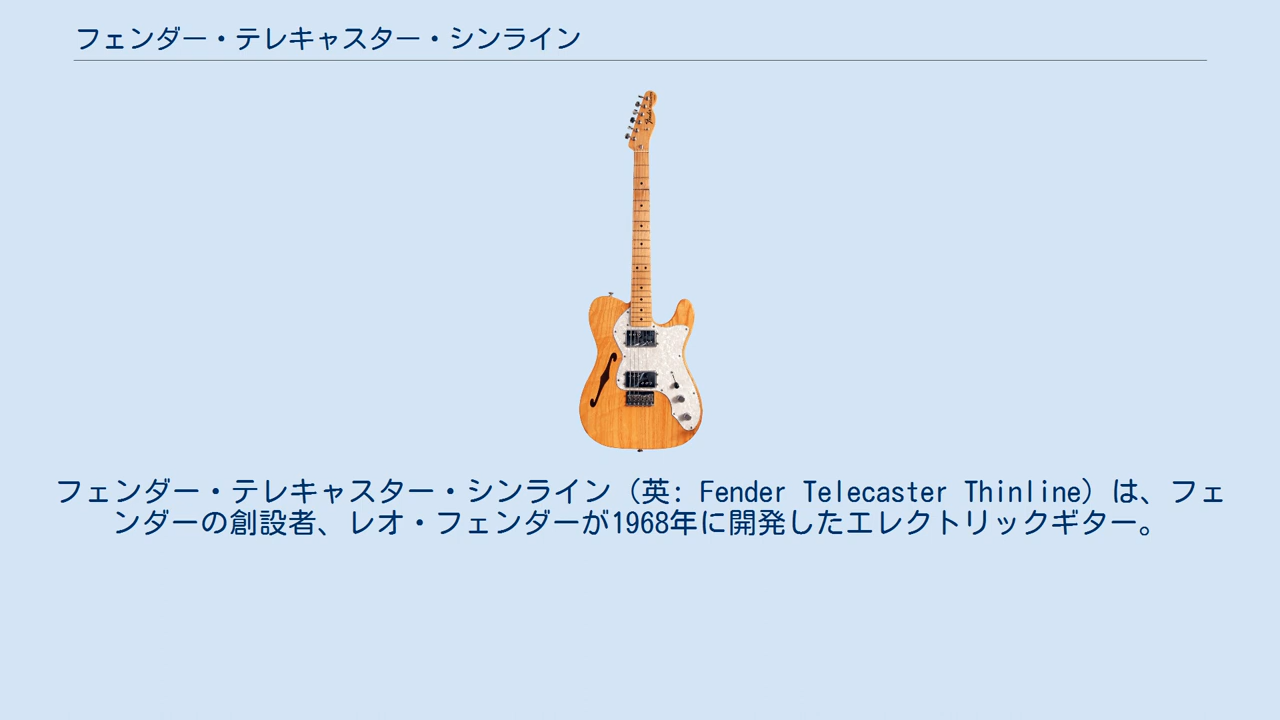 フェンダー・テレキャスター・シンライン
Fender
フェンダー・テレキャスター・シンライン（英: Fender Telecaster Thinline）は、フェ
ンダーの創設者、レオ・フェンダーが1968年に開発したエレクトリックギター。